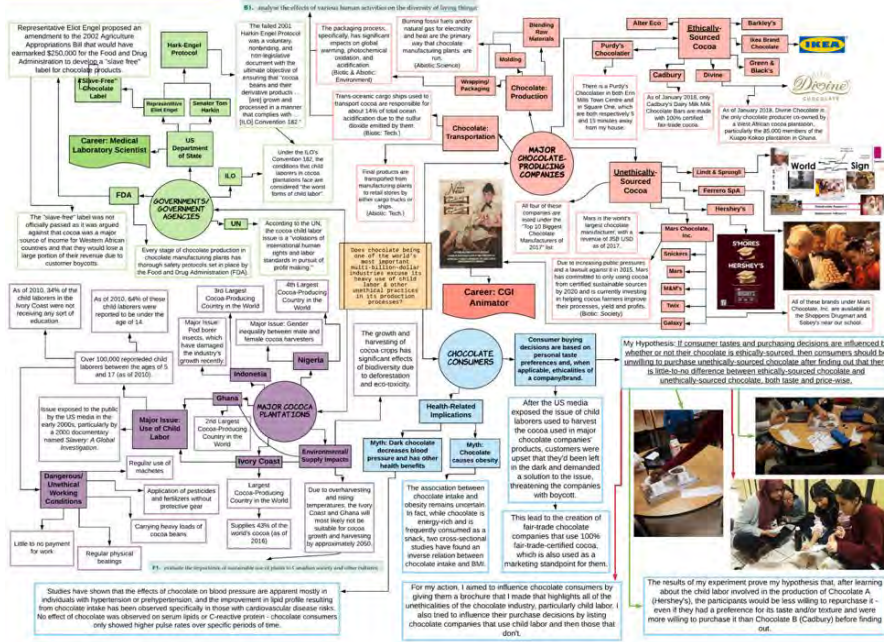 B1. analyse the effects of various human activities on the diversity of living things
Representative Eliot Engel proposed an
amendment to the 2002 Agriculture
Appropriations Bill that would have
earmarked $250,000 for the Food and Drug
Administration to develop a "slave free"
label for chocolate products.
Hark-Engel
Protocol
"Slave-Free"
Chocolate
Label
Representative
Eliot Engel
Senator Tom
Harkin
The failed 2001
Harkin-Engel Protocol
was a voluntary,
nonbinding, and
non-legislative
document with the
ultimate objective of
ensuring that "cocoa
beans and their
derivative products ...
[are] grown and
processed in a manner
that complies with ...
[ILO] Convention 182."
Career: Medical
Laboratory Scientist
US
Department
of State
ILO
FDA
UN
GOVERNMENTS/
GOVERNMENT
AGENCIES
Under the ILO's
Convention 182, the
conditions that child
laborers in cocoa
plantations face are
considered "the worst
forms of child labor".
According to the UN,
the cocoa child labor
issue is a "violations of
international human
rights and labor
standards in pursuit of
profit making."
The "slave-free" label was not
officially passed as it was argued
against that cocoa was a major
source of income for Western African
countries and that they would lose a
large portion of their revenue due to
customer boycotts.
Every stage of chocolate production in
chocolate manufacturing plants has
thorough safety protocols set in place by
the Food and Drug Administration (FDA).
The packaging process,
specifically, has significant
impacts on global
warming, photochemical
oxidation, and
acidification
(Biotic & Abiotic:
Environment)
Burning fossil fuels and/or
natural gas for electricity
and heat are the primary
way that chocolate
manufacturing plants are
run.
(Abiotic:Science)
Blending
Raw
Materials
Molding
Wrapping/
Packaging
Chocolate:
Production
Trans-oceanic cargo ships used to
transport cocoa are responsible for
about 14% of total ocean
acidification due to the sulfur
dioxide emitted by them.
(Biotic: Tech.)
Chocolate:
Transportation
Final products are
transported from
manufacturing plants
to retail stores by
either cargo trucks or
ships.
(Abiotic: Tech.)
MAJOR
CHOCOLATE-
PRODUCING
COMPANIES
Alter Eco
Ethically-
Sourced
Cocoa
Barkley's
Ikea Brand
Chocolate
IKEA
Purdy's
Chocolatier
Green &
Black's
Cadbury
Divine
Divine
CHOCOLATE
There is a Purdy's
Chocolatier in both Erin
Mills Town Centre and
in Square One, which
are both respectively 5
and 15 minutes away
from my house.
As of January 2018, only
Cadbury's Dairy Milk Milk
Chocolate Bars are made
with 100% certified
fair-trade cocoa.
As of January 2018, Divine Chocolate is
the only chocolate producer co-owned by
a West African cocoa plantation,
particularly the 85,000 members of the
Kuapa Kokoo plantation in Ghana.
Unethically-
Sourced Cocoa
Lindt & Sprungli
Ferrero SpA
Hershey's
Mars Chocolate,
Inc.
Snickers
Mars
M&M's
Twix
Galaxy
World
Sign
S'MORES
HERSHEY'S
All four of these
companies are
listed under the
"Top 10 Biggest
Chocolate
Manufacturers of
2017" list.
Mars is the world's
largest chocolate
manufacturer, with a
revenue of
as of 2017.
Due to increasing public pressures
and a lawsuit against it in 2015, Mars
has committed to only using cocoa
from certified sustainable sources
by 2020 and is currently investing
in helping cocoa farmers improve
their processes, yield and profits.
(Biotic: Society)
All of these brands under Mars
Chocolate, Inc. are available at
the Shoppers Drugmart and
Sobey's near our school.
Career: CGI
Animator
Does chocolate being
one of the world's
most important
multi-billion-dollar
industries excuse its
heavy use of child
labor & other
unethical practices
in its production
processes?
As of 2010, 34% of the
child laborers in the
Ivory Coast were not
receiving any sort of
education.
As of 2010, 64% of these
child laborers were
reported to be under the
age of 14.
Over 100,000 reported child
laborers between the ages of 5
and 17 (as of 2010).
3rd Largest
Cocoa-Producing
Country in the World
4th Largest
Cocoa-Producing
Country in the
World
Major Issue:
Pod borer
insects, which
have damaged
the industry's
growth recently.
Major Issue: Gender
inequality between male and
female cocoa harvesters
Indonetia
Nigeria
Ghana
MAJOR COCOCA
PLANTATIONS
Issue exposed to the public
by the US media in the
early 2000s, particularly by
a 2000 documentary
named Slavery: A Global
Investigation.
Major Issue:
Use of Child
Labor
2nd Largest
Cocoa-Producing
Country in the
World
Ivory Coast
Environmental/
Supply Impacts
Dangerous/
Unethical
Working
Conditions
Regular use of
machetes
Application of pesticides
and fertilizers without
protective gear
Carrying heavy loads of
cocoa beans
Little to no payment
for work
Regular physical
beatings
Largest
Cocoa-Producing
Country in the World
Supplies 43% of the
world's cocoa (as of
2016)
Due to overharvesting
and rising
temperatures, the Ivory
Coast and Ghana will
most likely not be
suitable for cocoa
growth and harvesting
by approximately 2050.
The growth and
harvesting
of cocoa crops has
significant effects
of biodiversity due
to deforestation
and eco-toxicity.
CHOCOLATE
CONSUMERS
Consumer buying
decisions are based on
personal taste
preferences and, when
applicable, ethicalities of
a company/brand.
Health-Related
Implications
Myth: Dark chocolate
decreases blood
pressure and has other
health benefits
Myth:
Chocolate
causes obesity
The association between
chocolate intake and
obesity remains uncertain.
In fact, while chocolate is
energy-rich and is
frequently consumed as a
snack, two cross-sectional
studies have found an
inverse relation between
chocolate intake and BMI.
After the US media
exposed the issue of child
laborers used to harvest
the cocoa used in major
chocolate companies'
products, customers were
upset that they'd been left
in the dark and demanded
a solution to the issue,
threatening the companies
with boycott.
This lead to the creation of
fair-trade chocolate
companies that use 100%
fair-trade-certified cocoa,
which is also used as a
marketing standpoint for them.
My Hypothesis: If consumer tastes and purchasing decisions are influenced by
whether or not their chocolate is ethically-sourced, then consumers should be
unwilling to purchase unethically-sourced chocolate after finding out that there
is little-to-no difference between ethically-sourced chocolate and
unethically-sourced chocolate, both taste and price-wise.
F3. evaluate the importance of sustainable use of plants to Canadian society and other cultures.
Studies have shown that the effects of chocolate on blood pressure are apparent mostly in
individuals with hypertension or prehypertension, and the improvement in lipid profile resulting
from chocolate intake has been observed specifically in those with cardiovascular disease risks.
No effect of chocolate was observed on serum lipids or C-reactive protein - chocolate consumers
only showed higher pulse rates over specific periods of time.
For my action, I aimed to influence chocolate consumers by
giving them a brochure that I made that highlights all of the
unethicalities of the chocolate industry, particularly child labor. I
also tried to influence their purchase decisions by listing
chocolate companies that use child labor and then those that
don't.
The results of my experiment prove my hypothesis that, after learning
about the child labor involved in the production of Chocolate A
(Hershey's), the participants would be less willing to repurchase it -
even if they had a preference for its taste and/or texture and were
more willing to purchase it than Chocolate B (Cadbury) before finding
out.